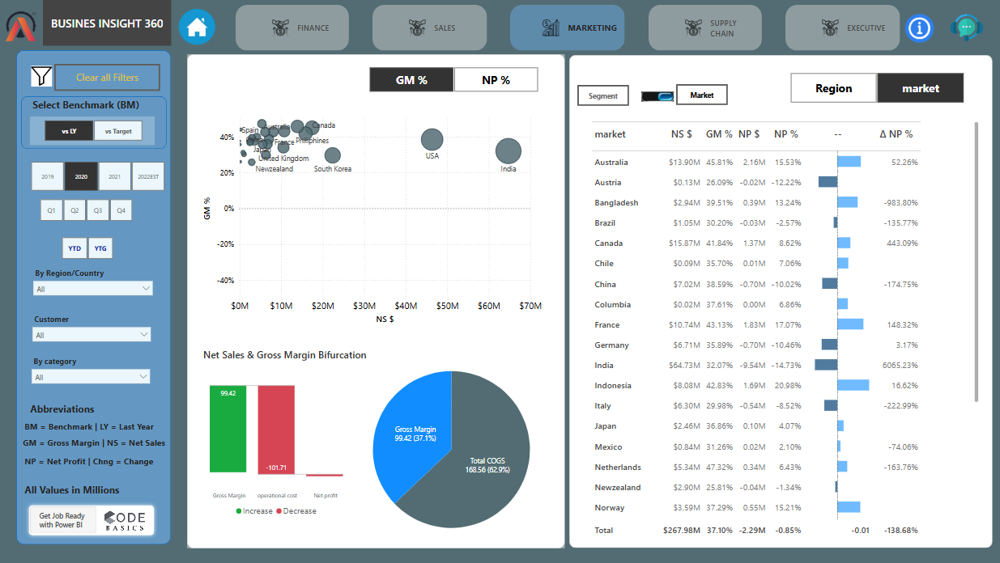 BUSINES INSIGHT 360
FINANCE
SALES
MARKETING
SUPPLY
CHAIN
EXECUTIVE
Clear all Filters
Select Benchmark (BM)
vs LY
vs Target
2019
2020
2021
2022EST
Q1
Q2
Q3
Q4
YTD
YTG
By Region/Country
All
Customer
All
By category
All
Abbreviations
BM = Benchmark | LY = Last Year
GM = Gross Margin | NS = Net Sales
NP = Net Profit | Chng = Change
All Values in Millions
Get Job Ready
with Power BI
CODE
BASICS
GM %
NP %
GM %
40%
20%
0%
-20%
-40%
Spain
Australia
Canada
France
Philiphines
Japan
United Kingdom
Newzealand
South Korea
USA
India
$0M $10M $20M $30M $40M $50M $60M $70M
NS $
Net Sales & Gross Margin Bifurcation
99.42
-101.71
Gross Margin
operational cost
Net profit
Increase
Decrease
Gross Margin
99.42 (37.1%)
Total COGS
168.56 (62.9%)
Segment
Market
Region
market
market NS $ GM % NP $ NP % -- Δ NP %
Australia $13.90M 45.81% 2.16M 15.53% 52.26%
Austria $0.13M 26.09% -0.02M -12.22%
Bangladesh $2.94M 39.51% 0.39M 13.24% -983.80%
Brazil $1.05M 30.20% -0.03M -2.57% -135.77%
Canada $15.87M 41.84% 1.37M 8.62% 443.09%
Chile $0.09M 35.70% 0.01M 7.06%
China $7.02M 38.59% -0.70M -10.02% -174.75%
Columbia $0.02M 37.61% 0.00M 6.86%
France $10.74M 43.13% 1.83M 17.07% 148.32%
Germany $6.71M 35.89% -0.70M -10.46% 3.17%
India $64.73M 32.07% -9.54M -14.73% 6065.23%
Indonesia $8.08M 42.83% 1.69M 20.98% 16.62%
Italy $6.30M 29.98% -0.54M -8.52% -222.99%
Japan $2.46M 36.86% 0.10M 4.07%
Mexico $0.84M 31.26% 0.02M 2.10% -74.06%
Netherlands $5.34M 47.32% 0.34M 6.43% -163.76%
Newzealand $2.90M 25.81% -0.04M -1.34%
Norway $3.59M 37.29% 0.55M 15.21%
Total $267.98M 37.10% -2.29M -0.85% -0.01 -138.68%